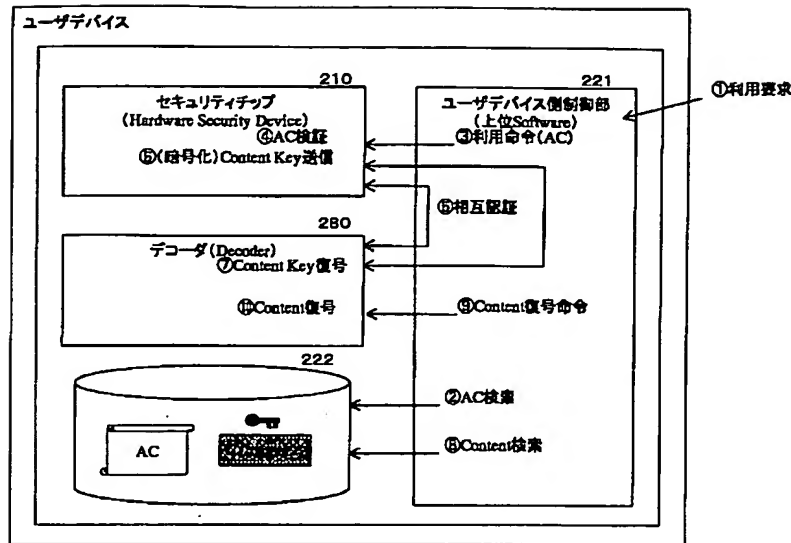 ユーザデバイス
210
セキュリティチップ
(Hardware Security Device)
④AC検証
⑥(暗号化)Content Key送信
221
ユーザデバイス側制御部
(上位Software)
③利用命令(AC)
①利用要求
⑤相互認証
280
デコーダ(Decoder)
⑦Content Key復号
⑩Content復号
⑨Content復号命令
222
②AC検索
AC
⑧Content検索